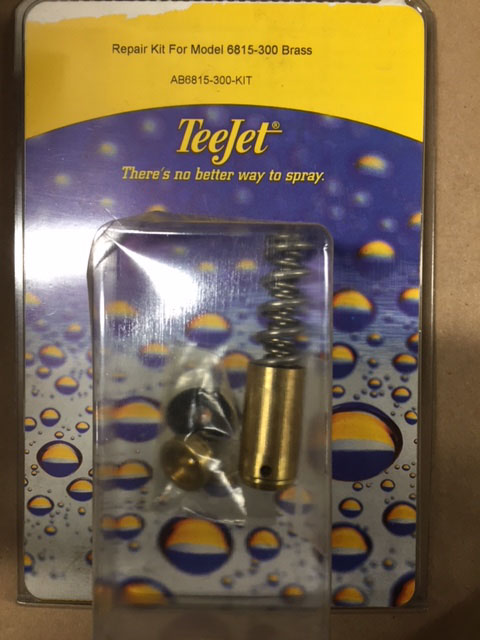 Repair Kit For Model 6815-300 Brass
AB6815-300-KIT
TeeJet®
There's no better way to spray.